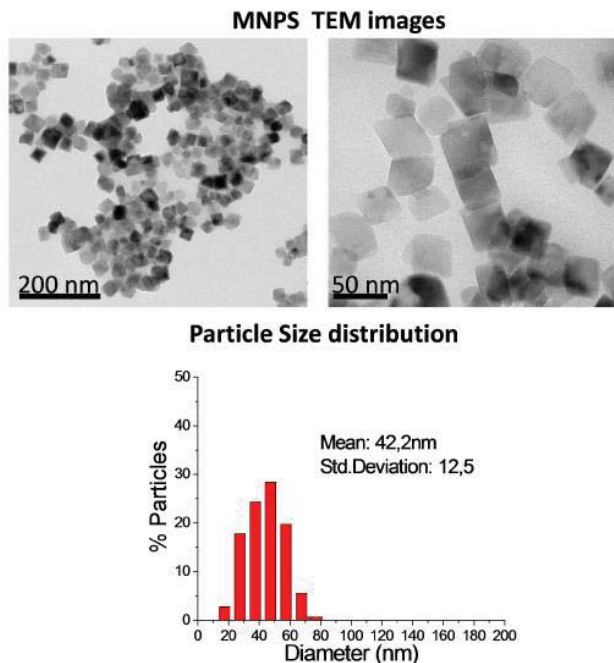 MNPS TEM images
200 nm
50 nm
Particle Size distribution
% Particles
50
40
30
20
10
0
Mean: 42,2nm
Std.Deviation: 12,5
0 20 40 60 80 100 120 140 160 180 200
Diameter (nm)